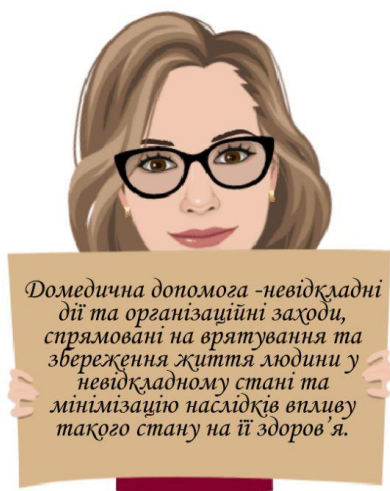 Домедична допомога -невідкладні
дії та організаційні заходи,
спрямовані на врятування та
збереження життя людини у
невідкладному стані та
мінімізацію наслідків впливу
такого стану на її здоров’я.